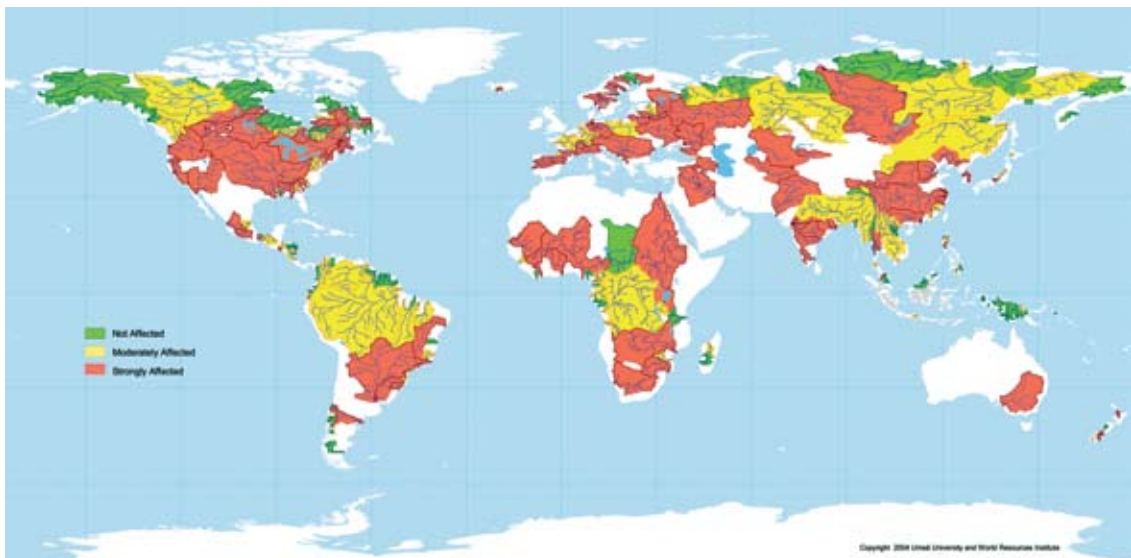 Not Affected
Moderately Affected
Strongly Affected
Copyright 2004 Umeå University and World Resources Institute